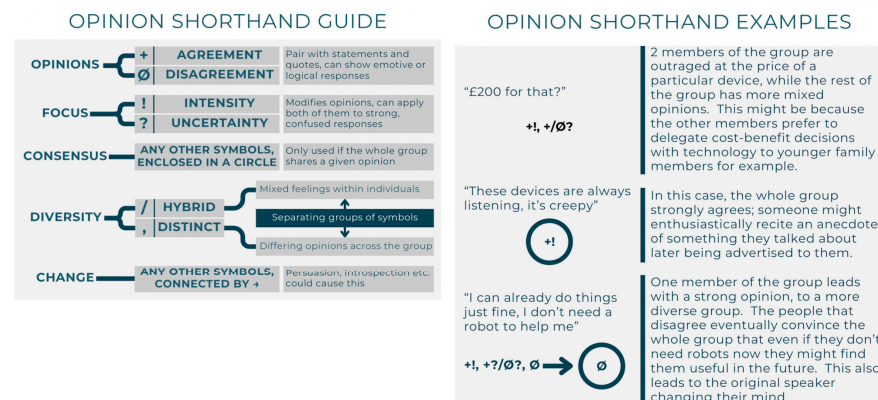 OPINION SHORTHAND GUIDE
OPINIONS
+ AGREEMENT
Ø DISAGREEMENT
Pair with statements and
quotes, can show emotive or
logical responses
FOCUS
! INTENSITY
? UNCERTAINTY
Modifies opinions, can apply
both of them to strong,
confused responses
CONSENSUS
ANY OTHER SYMBOLS,
ENCLOSED IN A CIRCLE
Only used if the whole group
shares a given opinion
DIVERSITY
/ HYBRID
, DISTINCT
Mixed feelings within individuals
Separating groups of symbols
Differing opinions across the group
CHANGE
ANY OTHER SYMBOLS,
CONNECTED BY →
Persuasion, introspection etc.
could cause this
OPINION SHORTHAND EXAMPLES
“£200 for that?”
+!, +/Ø?
2 members of the group are
outraged at the price of a
particular device, while the rest of
the group has more mixed
opinions. This might be because
the other members prefer to
delegate cost-benefit decisions
with technology to younger family
members for example.
“These devices are always
listening, it’s creepy”
+!
In this case, the whole group
strongly agrees; someone might
enthusiastically recite an anecdote
of something they talked about
later being advertised to them.
“I can already do things
just fine, I don’t need a
robot to help me”
+!, +?/Ø?, Ø → Ø
One member of the group leads
with a strong opinion, to a more
diverse group. The people that
disagree eventually convince the
whole group that even if they don’t
need robots now they might find
them useful in the future. This also
leads to the original speaker
changing their mind